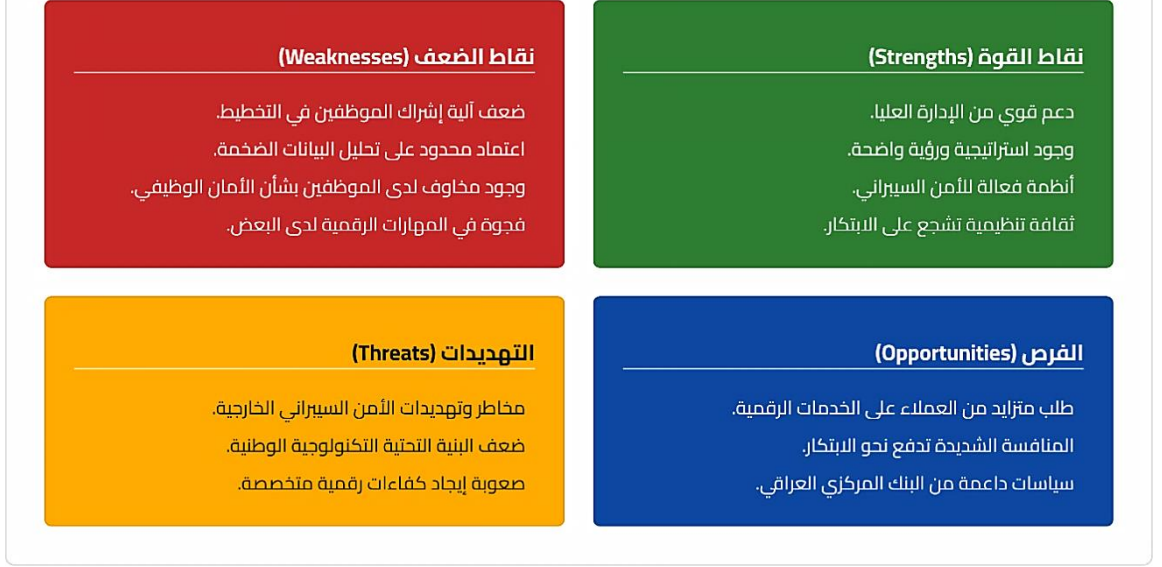 نقاط القوة (Strengths)
دعم قوي من الإدارة العليا.
وجود استراتيجية ورؤية واضحة.
أنظمة فعالة للأمن السيبراني.
ثقافة تنظيمية تشجع على الابتكار.
نقاط الضعف (Weaknesses)
ضعف آلية إشراك الموظفين في التخطيط.
اعتماد محدود على تحليل البيانات الضخمة.
وجود مخاوف لدى الموظفين بشأن الأمان الوظيفي.
فجوة في المهارات الرقمية لدى البعض.
الفرص (Opportunities)
طلب متزايد من العملاء على الخدمات الرقمية.
المنافسة الشديدة تدفع نحو الابتكار.
سياسات داعمة من البنك المركزي العراقي.
التهديدات (Threats)
مخاطر وتهديدات الأمن السيبراني الخارجية.
ضعف البنية التحتية التكنولوجية الوطنية.
صعوبة إيجاد كفاءات رقمية متخصصة.